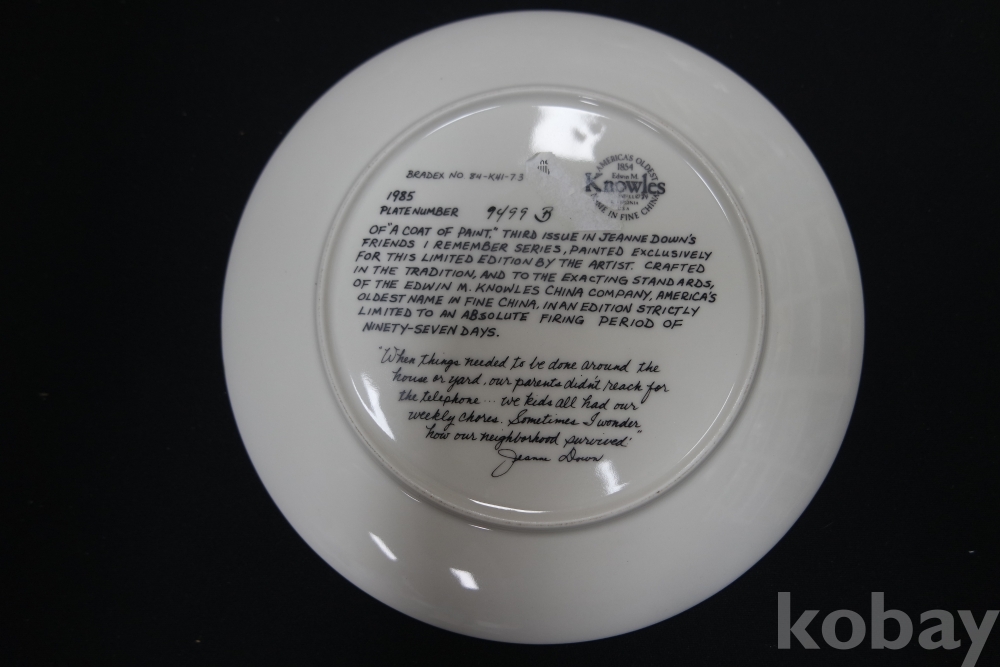 BRADEX NO. 84-K41-7.3
AMERICA'S OLDEST
1854
Edwin M.
Knowles
NAME IN FINE CHINA
1985
PLATE NUMBER 9499 B
OF "A COAT OF PAINT," THIRD ISSUE IN JEANNE DOWN'S
FRIENDS I REMEMBER SERIES, PAINTED EXCLUSIVELY
FOR THIS LIMITED EDITION BY THE ARTIST. CRAFTED
IN THE TRADITION, AND TO THE EXACTING STANDARDS,
OF THE EDWIN M. KNOWLES CHINA COMPANY, AMERICA'S
OLDEST NAME IN FINE CHINA. IN AN EDITION STRICTLY
LIMITED TO AN ABSOLUTE FIRING PERIOD OF
NINETY-SEVEN DAYS.
"When things needed to be done around the
house or yard, our parents didn't reach for
the telephone... we kids all had our
weekly chores. Sometimes I wonder
how our neighborhood survived"
Jeanne Down
kobay